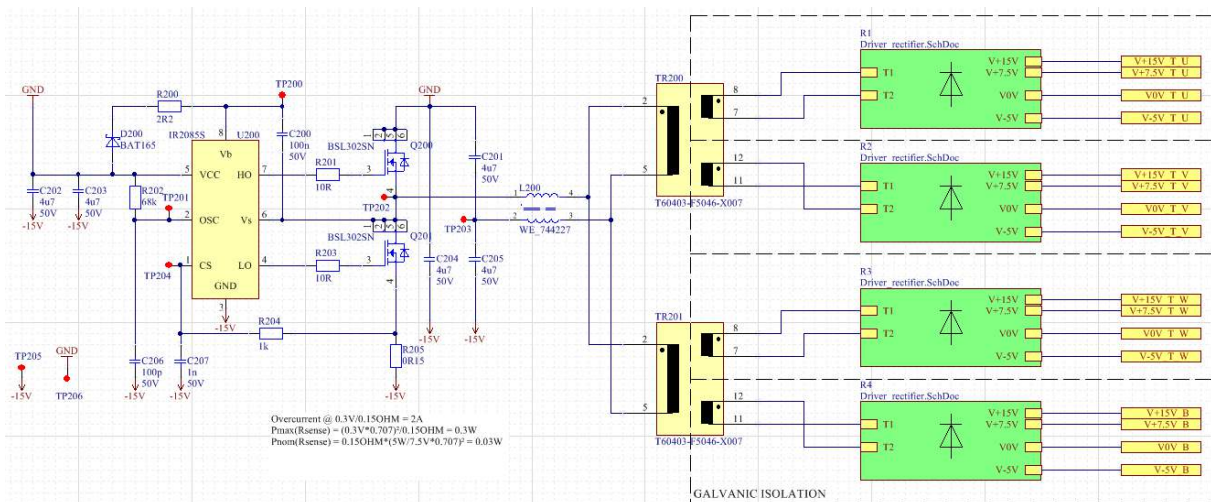 R1
Driver_rectifier.SchDoc
TR200
T1
T2
V+15V
V+7.5V
V0V
V-5V
V+15V_T_U
V+7.5V_T_U
V0V_T_U
V-5V_T_U
2
5
8
7
12
11
T60403-F5046-X007
R2
Driver_rectifier.SchDoc
T1
T2
V+15V
V+7.5V
V0V
V-5V
V+15V_T_V
V+7.5V_T_V
V0V_T_V
V-5V_T_V
GND
R200
2R2
TP200
GND
D200
BAT165
IR2085S
U200
8
Vb
C200
100n
50V
1
2
5
6
BSL302SN
Q200
C201
4u7
50V
5
VCC
HO
7
R201
10R
3
4
C202
4u7
50V
C203
4u7
50V
R202
68k
TP201
-15V
-15V
2
OSC
Vs
6
TP202
TP203
1
2
5
6
BSL302SN
Q201
L200
1
4
2
3
WE_744227
TP204
1
CS
LO
4
R203
10R
3
4
GND
3
-15V
C204
4u7
50V
C205
4u7
50V
-15V
-15V
R204
1k
R205
0R15
-15V
TP205
-15V
GND
TP206
C206
100p
50V
-15V
C207
1n
50V
-15V
Overcurrent @ 0.3V/0.15OHM = 2A
Pmax(Rsense) = (0.3V*0.707)²/0.15OHM = 0.3W
Pnom(Rsense) = 0.15OHM*(5W/7.5V*0.707)² = 0.03W
TR201
2
5
8
7
12
11
T60403-F5046-X007
R3
Driver_rectifier.SchDoc
T1
T2
V+15V
V+7.5V
V0V
V-5V
V+15V_T_W
V+7.5V_T_W
V0V_T_W
V-5V_T_W
R4
Driver_rectifier.SchDoc
T1
T2
V+15V
V+7.5V
V0V
V-5V
V+15V_B
V+7.5V_B
V0V_B
V-5V_B
GALVANIC ISOLATION